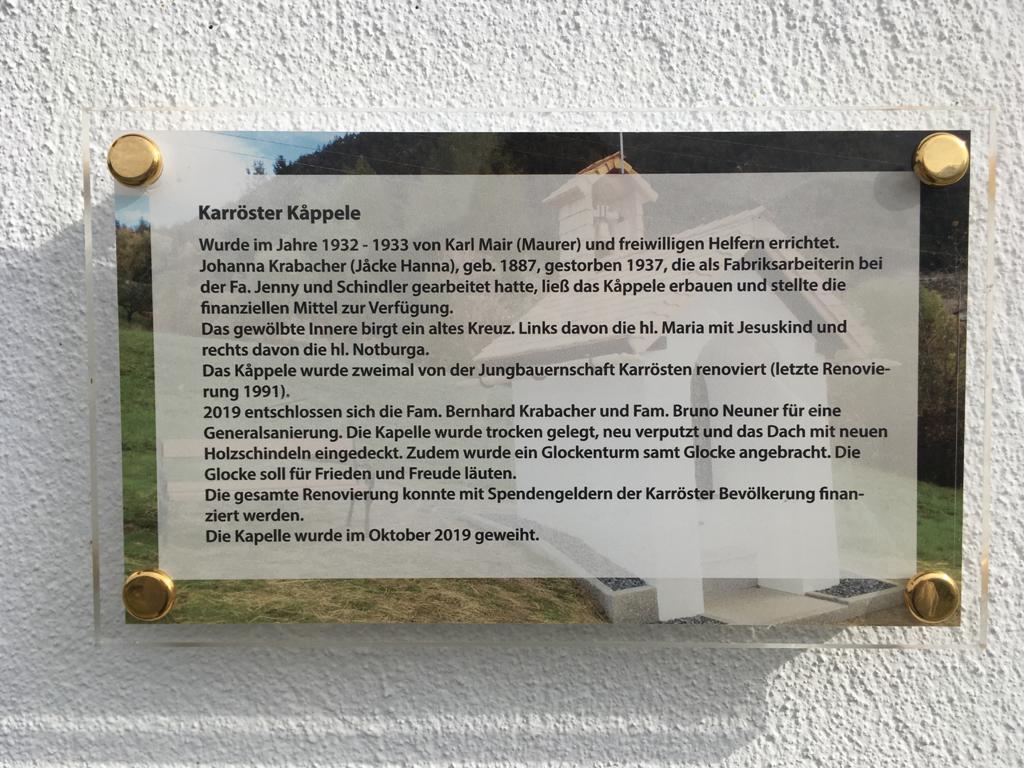 Karröster Kåppele
Wurde im Jahre 1932 - 1933 von Karl Mair (Maurer) und freiwilligen Helfern errichtet.
Johanna Krabacher (Jåcke Hanna), geb. 1887, gestorben 1937, die als Fabriksarbeiterin bei
der Fa. Jenny und Schindler gearbeitet hatte, ließ das Kåppele erbauen und stellte die
finanziellen Mittel zur Verfügung.
Das gewölbte Innere birgt ein altes Kreuz. Links davon die hl. Maria mit Jesuskind und
rechts davon die hl. Notburga.
Das Kåppele wurde zweimal von der Jungbauernschaft Karrösten renoviert (letzte Renovie-
rung 1991).
2019 entschlossen sich die Fam. Bernhard Krabacher und Fam. Bruno Neuner für eine
Generalsanierung. Die Kapelle wurde trocken gelegt, neu verputzt und das Dach mit neuen
Holzschindeln eingedeckt. Zudem wurde ein Glockenturm samt Glocke angebracht. Die
Glocke soll für Frieden und Freude läuten.
Die gesamte Renovierung konnte mit Spendengeldern der Karröster Bevölkerung finan-
ziert werden.
Die Kapelle wurde im Oktober 2019 geweiht.